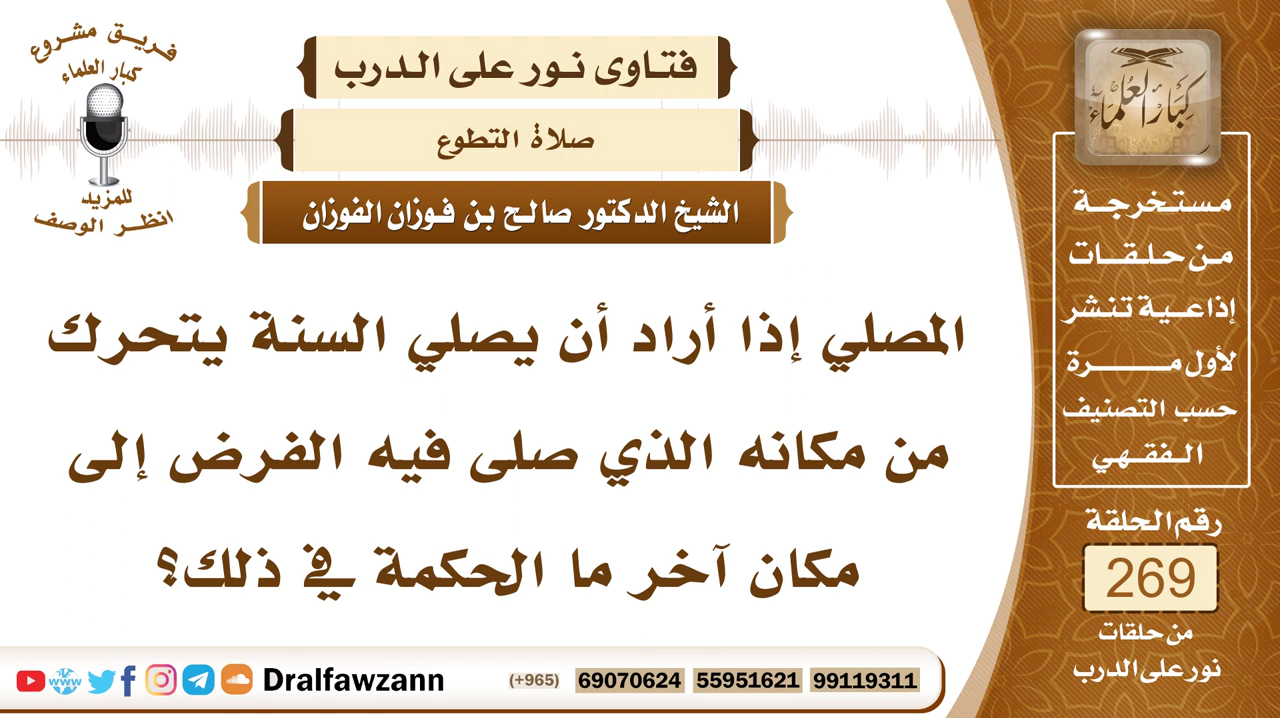 فريق مشروع
كبار العلماء
للمزيد
انظر الوصف
فتاوى نور على الدرب
صلاة التطوع
الشيخ الدكتور صالح بن فوزان الفوزان
المصلي إذا أراد أن يصلي السنة يتحرك
من مكانه الذي صلى فيه الفرض إلى
مكان آخر ما الحكمة في ذلك؟
كبار العلماء
مستخرجة
من حلقات
إذاعية تنشر
لأول مرة
حسب التصنيف
الفقهي
رقم الحلقة
269
من حلقات
نور على الدرب
www Dralfawzann (+965) 69070624 55951621 99119311